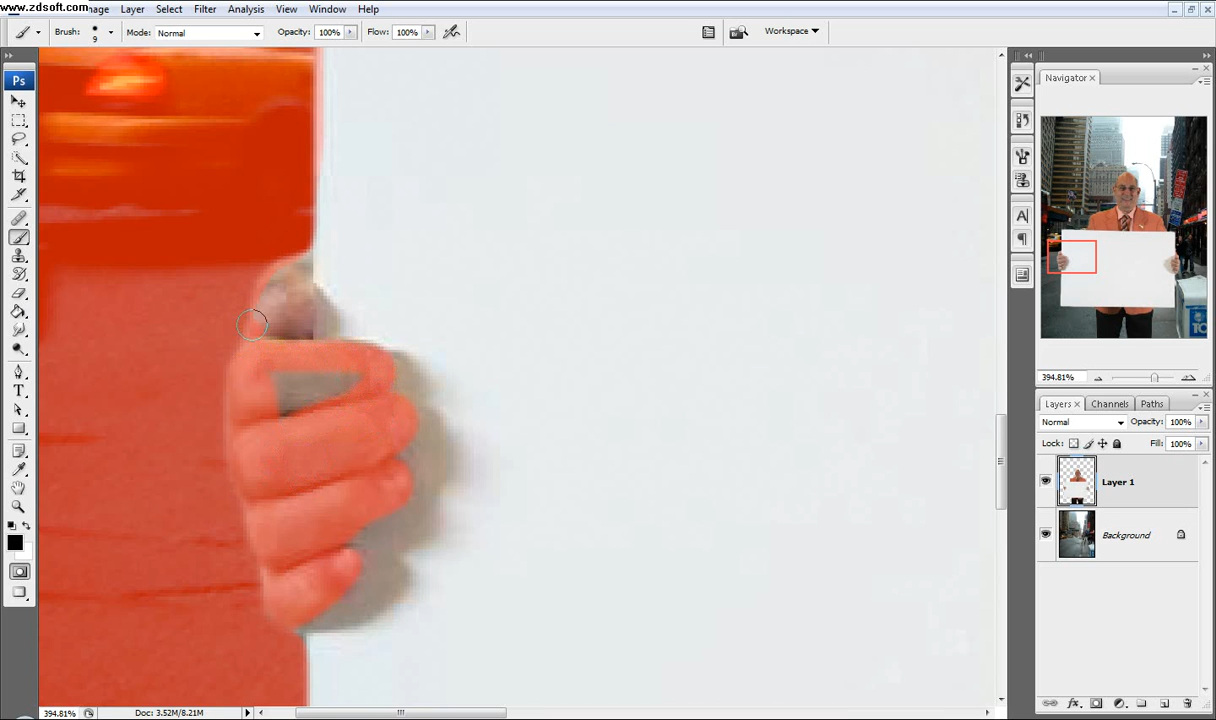 www.zdsoft.com
age Layer Select Filter Analysis View Window Help
Brush: 9 Mode: Normal Opacity: 100% Flow: 100% Workspace
Ps
Navigator
394.81%
Layers Channels Paths
Normal Opacity: 100%
Lock: Fill: 100%
Layer 1
Background
394.81% Doc: 3.52M/8.21M